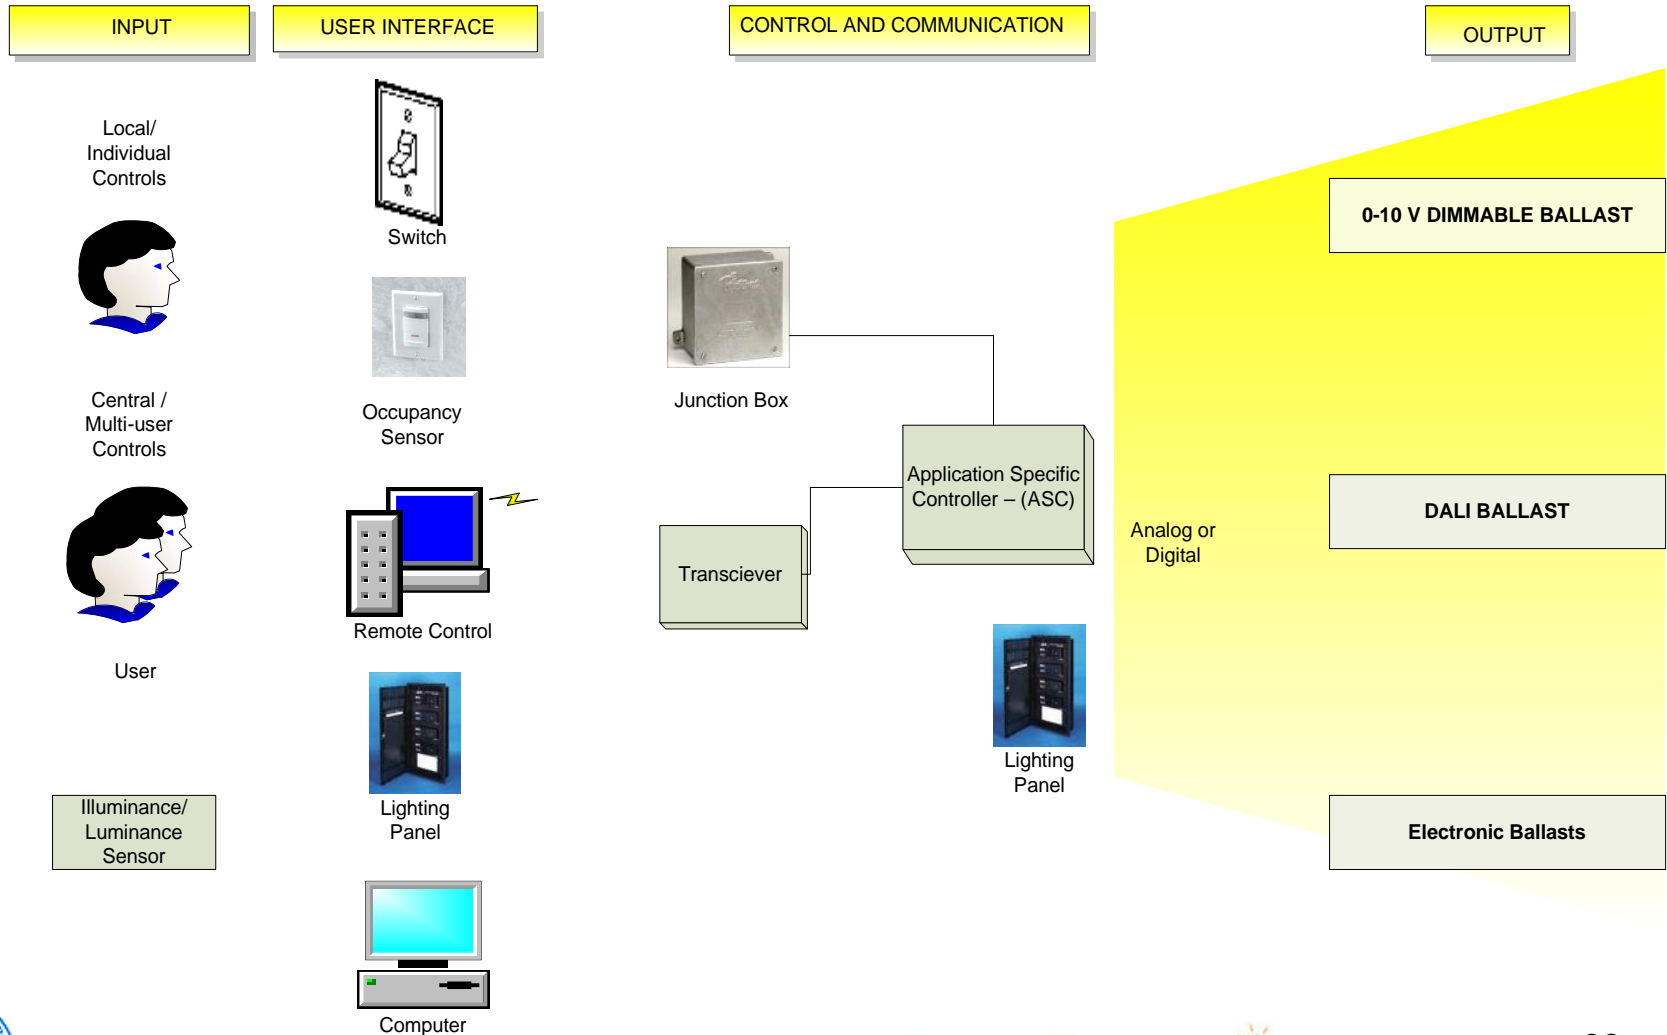 INPUT
USER INTERFACE
CONTROL AND COMMUNICATION
OUTPUT
Local/
Individual
Controls
Central /
Multi-user
Controls
User
Illuminance/
Luminance
Sensor
Switch
Occupancy
Sensor
Remote Control
Lighting
Panel
Computer
Junction Box
Application Specific
Controller – (ASC)
Transciever
Lighting
Panel
Analog or
Digital
0-10 V DIMMABLE BALLAST
DALI BALLAST
Electronic Ballasts